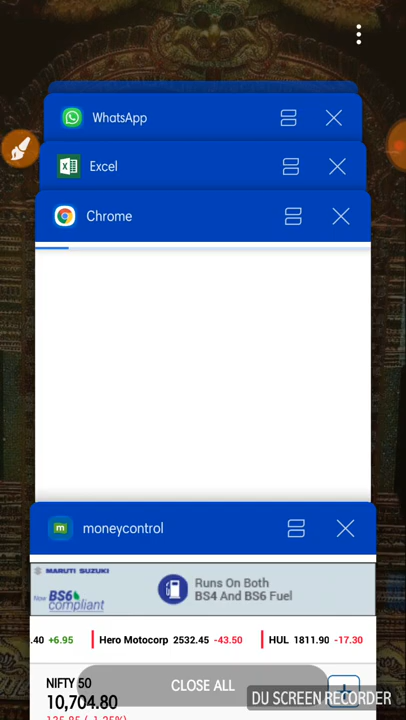 WhatsApp
Excel
Chrome
moneycontrol
MARUTI SUZUKI
Now BS6 compliant
Runs On Both
BS4 And BS6 Fuel
.40 +6.95 Hero Motocorp 2532.45 -43.50 HUL 1811.90 -17.30
NIFTY 50
CLOSE ALL
10,704.80
DU SCREEN RECORDER